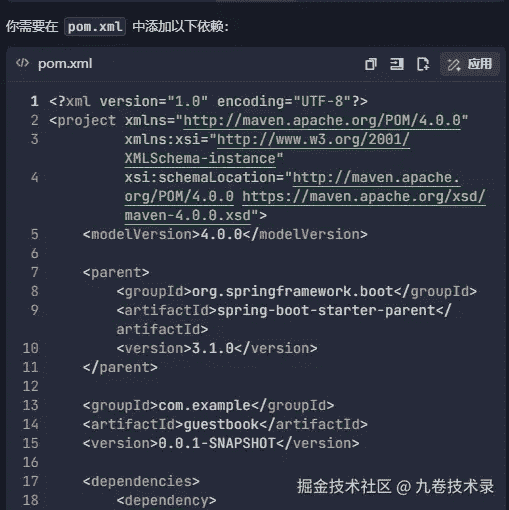 你需要在 pom.xml 中添加以下依赖：
pom.xml
应用
1 <?xml version="1.0" encoding="UTF-8"?>
2 <project xmlns="http://maven.apache.org/POM/4.0.0"
3 xmlns:xsi="http://www.w3.org/2001/
XMLSchema-instance"
4 xsi:schemaLocation="http://maven.apache.
org/POM/4.0.0 https://maven.apache.org/xsd/
maven-4.0.0.xsd">
5 <modelVersion>4.0.0</modelVersion>
6
7 <parent>
8 <groupId>org.springframework.boot</groupId>
9 <artifactId>spring-boot-starter-parent</
artifactId>
10 <version>3.1.0</version>
11 </parent>
12
13 <groupId>com.example</groupId>
14 <artifactId>guestbook</artifactId>
15 <version>0.0.1-SNAPSHOT</version>
16
17 <dependencies>
18 <dependency>
掘金技术社区 @ 九卷技术录